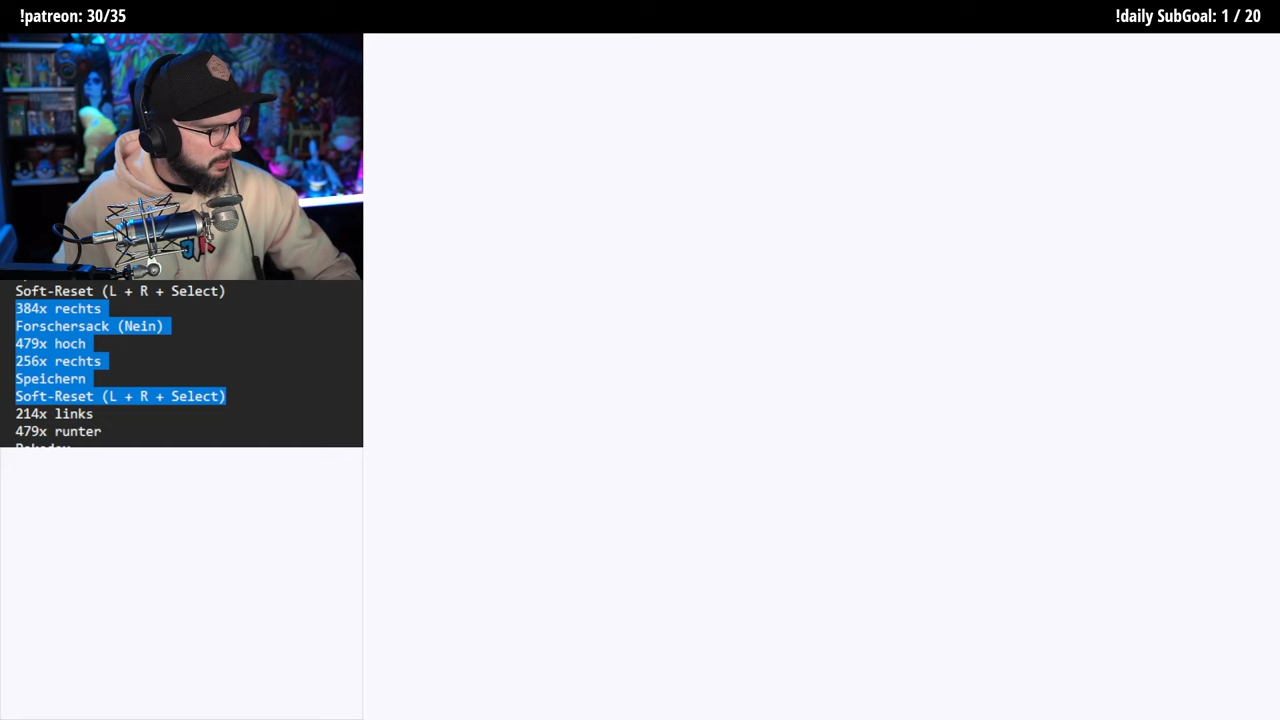 !patreon: 30/35
!daily SubGoal: 1 / 20
Soft-Reset (L + R + Select)
384x rechts
Forschersack (Nein)
479x hoch
256x rechts
Speichern
Soft-Reset (L + R + Select)
214x links
479x runter